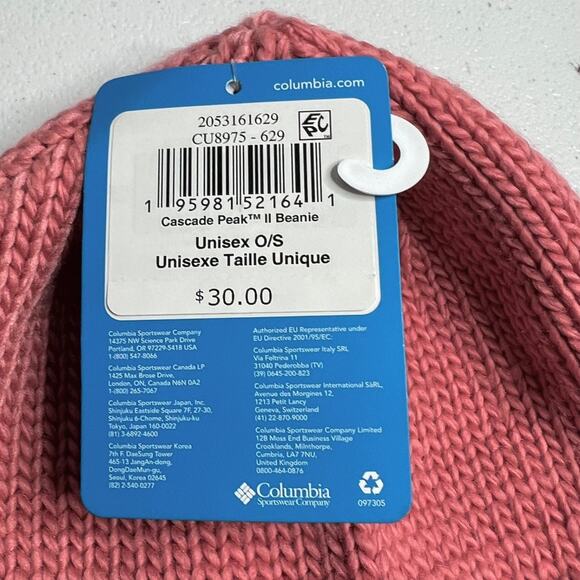 columbia.com
2053161629
CU8975 - 629
EPC™
1 95981 52164 1
Cascade Peak™ II Beanie
Unisex O/S
Unisexe Taille Unique
$30.00
Columbia Sportswear Company
14375 NW Science Park Drive
Portland, OR 97229-5418 USA
1-(800) 547-8066
Columbia Sportswear Canada LP
1425 Max Brose Drive,
London, ON, Canada N6N 0A2
1-(800) 265-7067
Columbia Sportswear Japan, Inc.
Shinjuku Eastside Square 7F, 27-30,
Shinjuku 6-Chome, Shinjuku-ku
Tokyo, Japan 160-0022
(81) 3-6892-4600
Columbia Sportswear Korea
7th F. DaeSung Tower
465-13 JangAn-dong,
DongDaeMun-gu,
Seoul, Korea
(82) 2-540-0277
Authorized EU Representative under
EU Directive 2001/95/EC:
Columbia Sportswear Italy SRL
Via Feltrina 11
31040 Pederobba (TV)
(39) 0645-200-823
Columbia Sportswear International SàRL,
Avenue des Morgines 12,
1213 Petit Lancy
Geneva, Switzerland
(41) 22-870-9000
Columbia Sportswear Company Limited
12B Moss End Business Village
Crooklands, Milnthorpe,
Cumbria, LA7 7NU,
United Kingdom
0800-464-0876
Columbia
Sportswear Company
097305